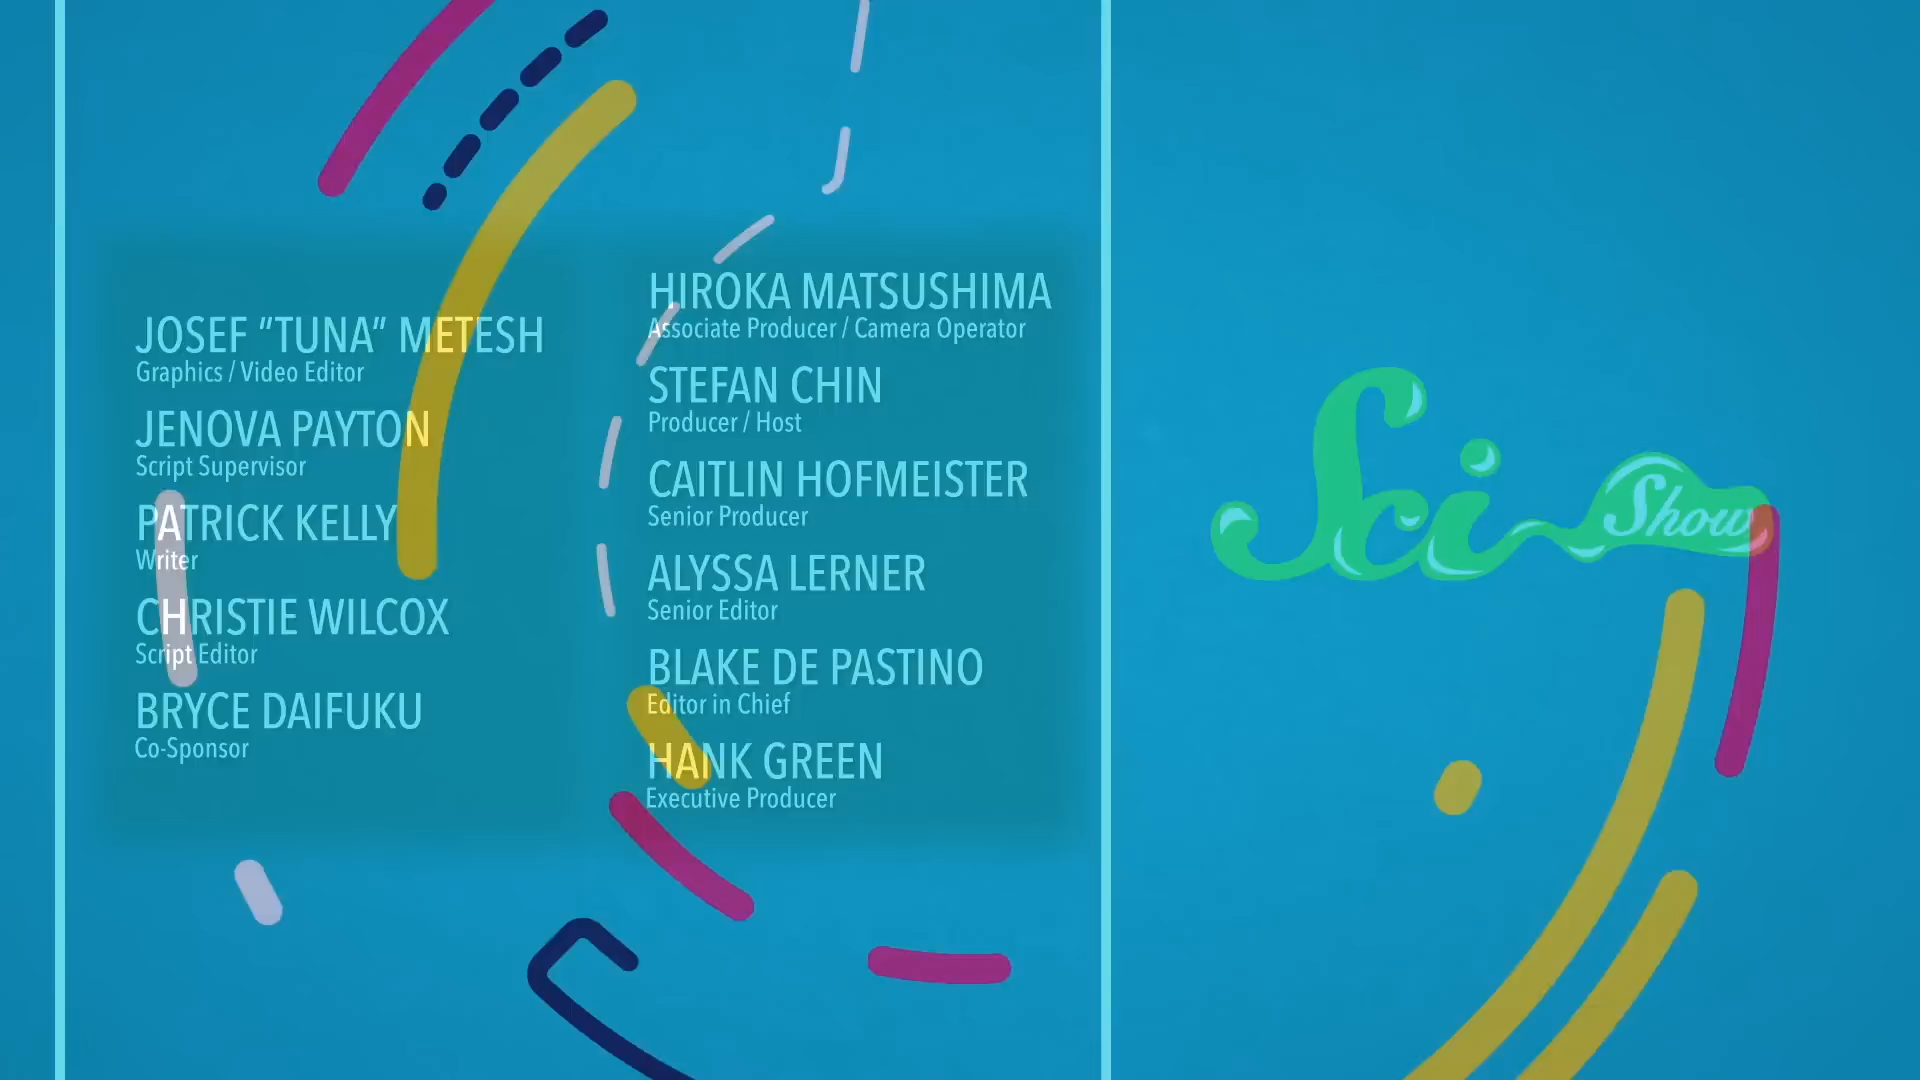 JOSEF “TUNA” METESH
Graphics / Video Editor
JENOVA PAYTON
Script Supervisor
PATRICK KELLY
Writer
CHRISTIE WILCOX
Script Editor
BRYCE DAIFUKU
Co-Sponsor
HIROKA MATSUSHIMA
Associate Producer / Camera Operator
STEFAN CHIN
Producer / Host
CAITLIN HOFMEISTER
Senior Producer
ALYSSA LERNER
Senior Editor
BLAKE DE PASTINO
Editor in Chief
HANK GREEN
Executive Producer
Sci Show